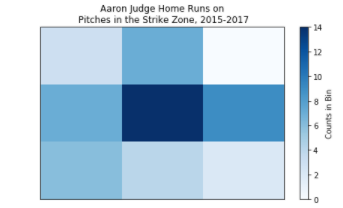 Aaron Judge Home Runs on
Pitches in the Strike Zone, 2015-2017
14
12
10
8
6
4
2
0
Counts in Bin